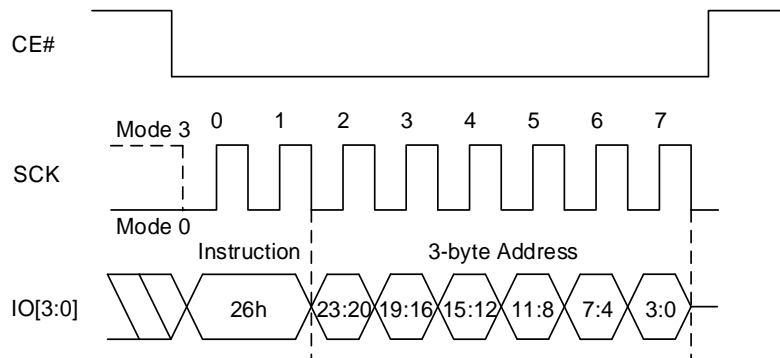 CE#
Mode 3 0 1 2 3 4 5 6 7
SCK
Mode 0
Instruction 3-byte Address
IO[3:0] 26h 23:20 19:16 15:12 11:8 7:4 3:0